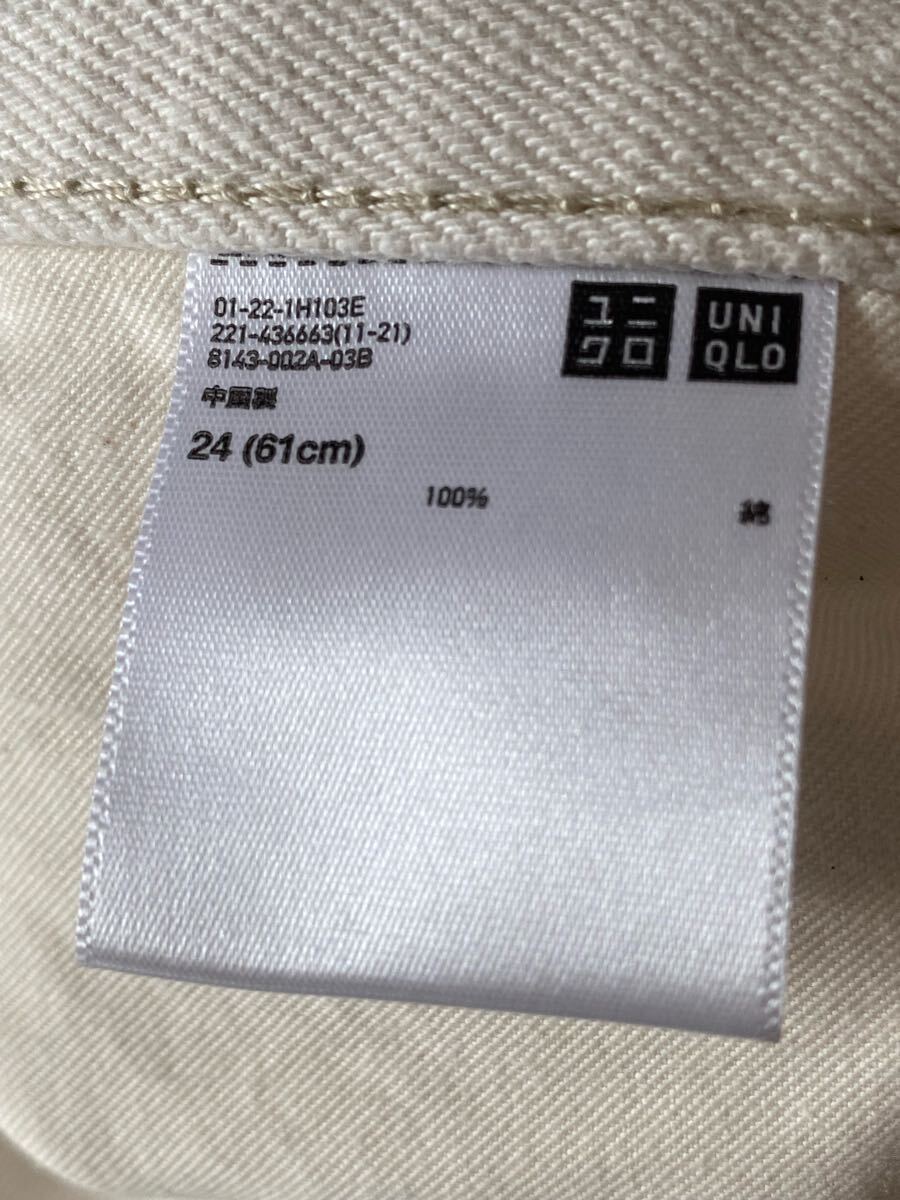 01-22-1H103E
221-436663(11-21)
8143-002A-03B
中国製
24 (61cm)
100% 綿
ユニ
クロ
UNI
QLO